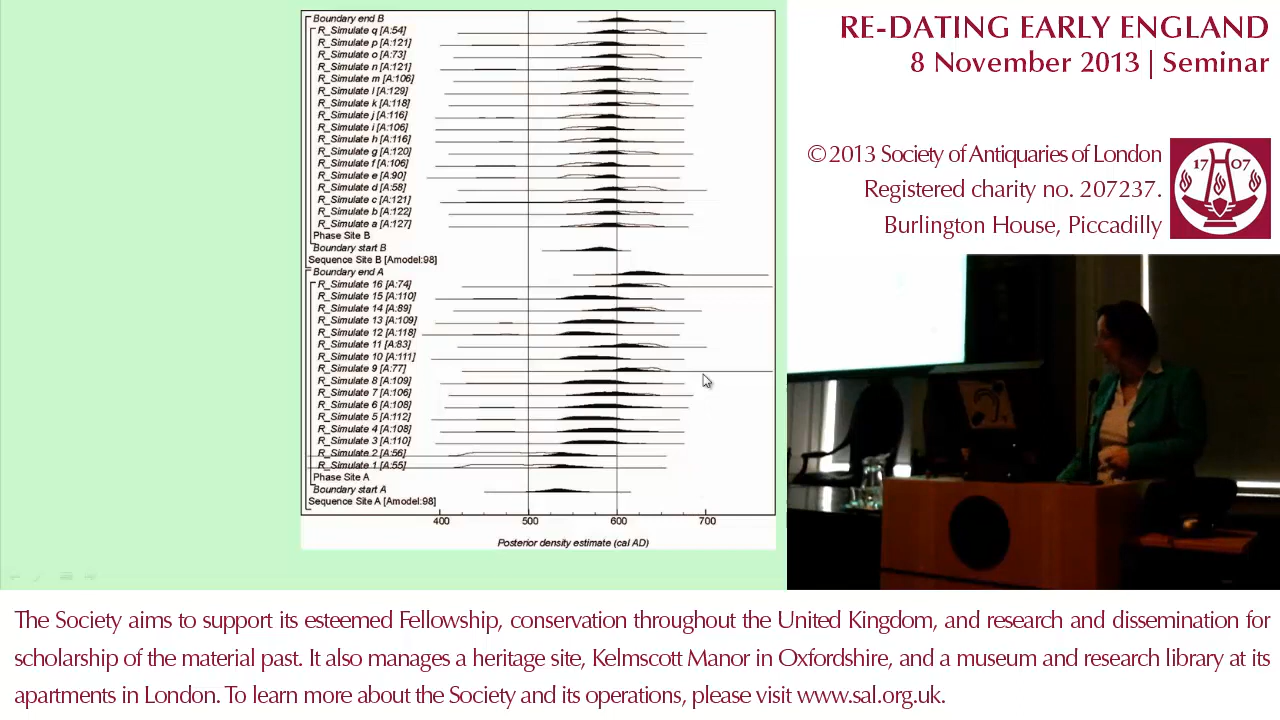 RE-DATING EARLY ENGLAND
8 November 2013 | Seminar
© 2013 Society of Antiquaries of London
Registered charity no. 207237.
Burlington House, Piccadilly
17 07
Boundary end B
R_Simulate q [A:54]
R_Simulate p [A:121]
R_Simulate o [A:73]
R_Simulate n [A:121]
R_Simulate m [A:106]
R_Simulate l [A:129]
R_Simulate k [A:118]
R_Simulate j [A:116]
R_Simulate i [A:106]
R_Simulate h [A:116]
R_Simulate g [A:120]
R_Simulate f [A:106]
R_Simulate e [A:90]
R_Simulate d [A:58]
R_Simulate c [A:121]
R_Simulate b [A:122]
R_Simulate a [A:127]
Phase Site B
Boundary start B
Sequence Site B [Amodel:98]
Boundary end A
R_Simulate 16 [A:74]
R_Simulate 15 [A:110]
R_Simulate 14 [A:89]
R_Simulate 13 [A:109]
R_Simulate 12 [A:118]
R_Simulate 11 [A:83]
R_Simulate 10 [A:111]
R_Simulate 9 [A:77]
R_Simulate 8 [A:109]
R_Simulate 7 [A:106]
R_Simulate 6 [A:108]
R_Simulate 5 [A:112]
R_Simulate 4 [A:108]
R_Simulate 3 [A:110]
R_Simulate 2 [A:56]
R_Simulate 1 [A:55]
Phase Site A
Boundary start A
Sequence Site A [Amodel:98]
400 500 600 700
Posterior density estimate (cal AD)
The Society aims to support its esteemed Fellowship, conservation throughout the United Kingdom, and research and dissemination for
scholarship of the material past. It also manages a heritage site, Kelmscott Manor in Oxfordshire, and a museum and research library at its
apartments in London. To learn more about the Society and its operations, please visit www.sal.org.uk.